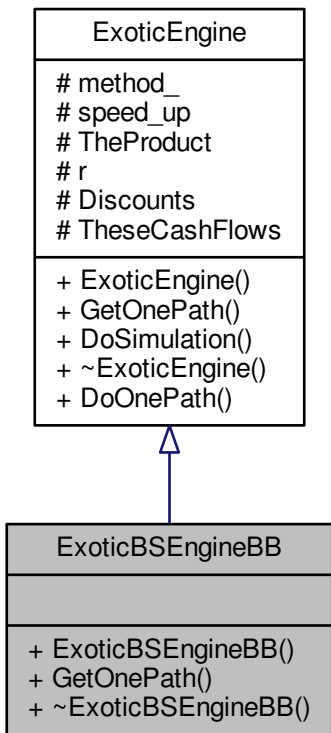 ExoticEngine
# method_
# speed_up
# TheProduct
# r
# Discounts
# TheseCashFlows
+ ExoticEngine()
+ GetOnePath()
+ DoSimulation()
+ ~ExoticEngine()
+ DoOnePath()
ExoticBSEngineBB
+ ExoticBSEngineBB()
+ GetOnePath()
+ ~ExoticBSEngineBB()